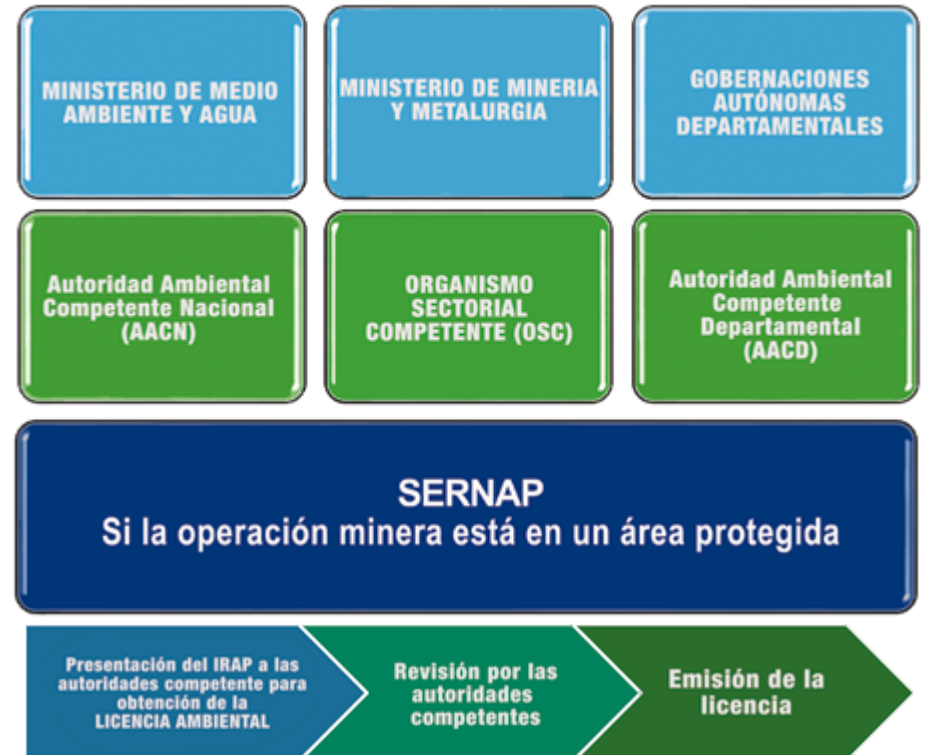 MINISTERIO DE MEDIO
AMBIENTE Y AGUA
MINISTERIO DE MINERIA
Y METALURGIA
GOBERNACIONES
AUTÓNOMAS
DEPARTAMENTALES
Autoridad Ambiental
Competente Nacional
(AACN)
ORGANISMO
SECTORIAL
COMPETENTE (OSC)
Autoridad Ambiental
Competente
Departamental
(AACD)
SERNAP
Si la operación minera está en un área protegida
Presentación del IRAP a las
autoridades competente para
obtención de la
LICENCIA AMBIENTAL
Revisión por las
autoridades
competentes
Emisión de la
licencia